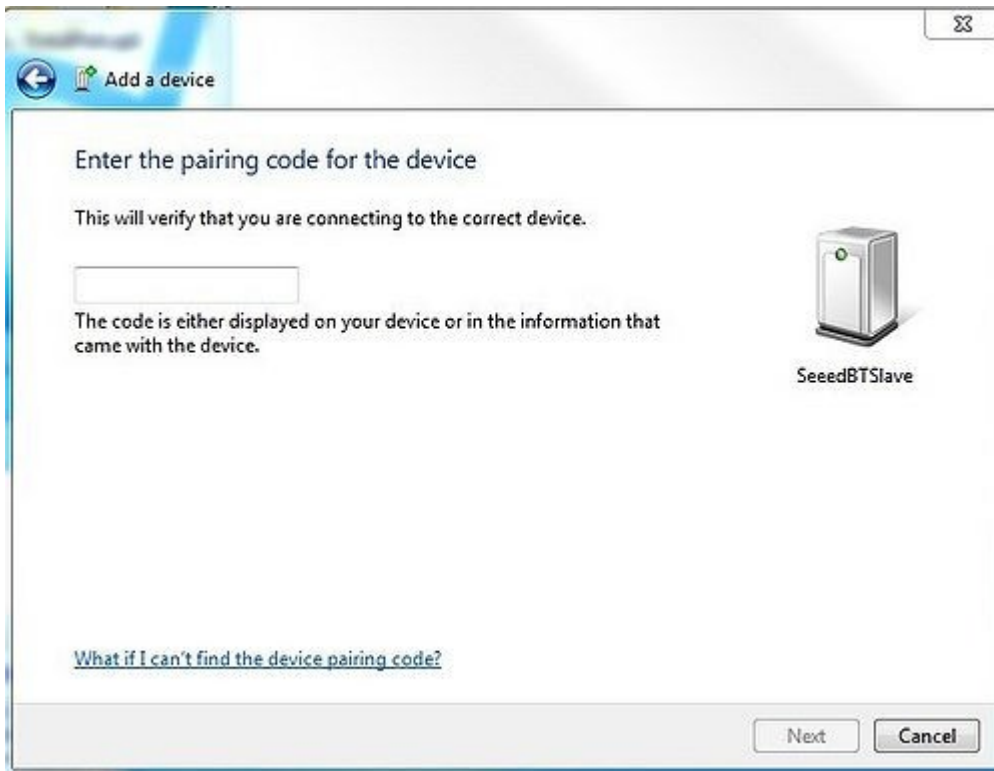 Add a device
Enter the pairing code for the device
This will verify that you are connecting to the correct device.
The code is either displayed on your device or in the information that
came with the device.
SeeedBTSlave
What if I can't find the device pairing code?
Next
Cancel